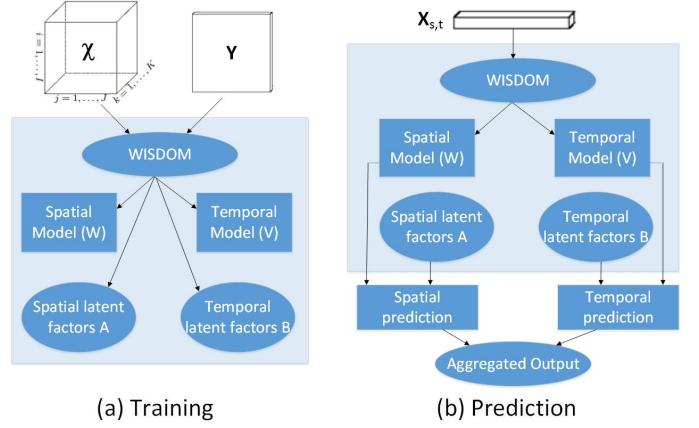 χ
i = 1, . . . , I
j = 1, . . . , J
k = 1, . . . , K
Y
WISDOM
Spatial
Model (W)
Temporal
Model (V)
Spatial latent
factors A
Temporal
latent factors B
(a) Training
X s,t
WISDOM
Spatial
Model (W)
Temporal
Model (V)
Spatial latent
factors A
Temporal
latent factors B
Spatial
prediction
Temporal
prediction
Aggregated Output
(b) Prediction